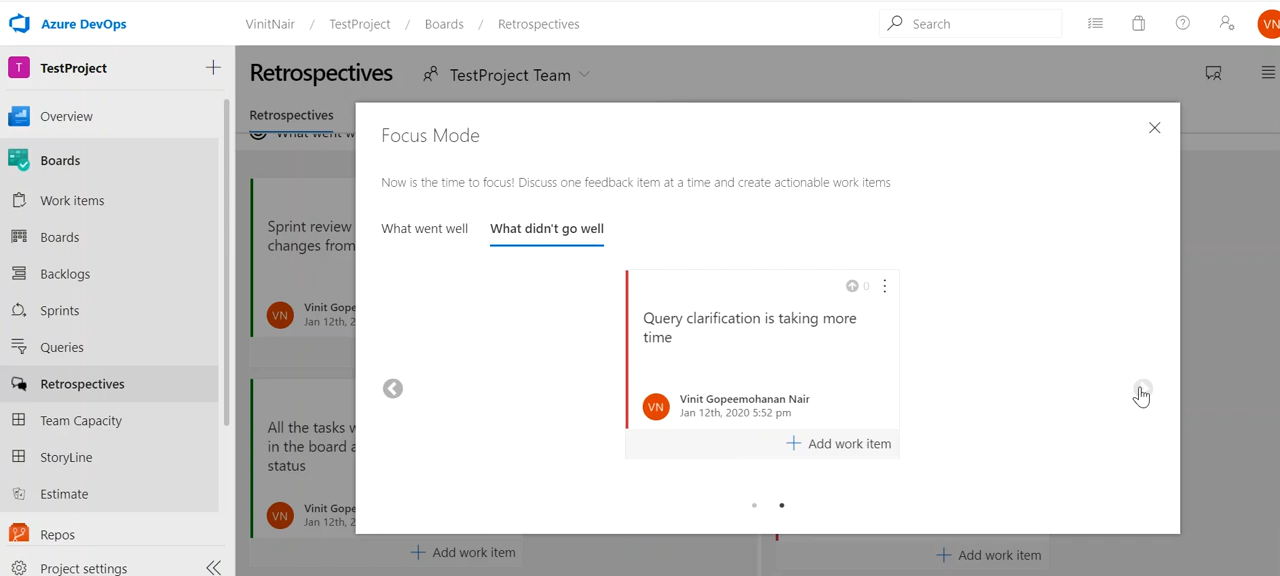 Azure DevOps
VinitNair / TestProject / Boards / Retrospectives
Search
VN
T TestProject
Retrospectives
TestProject Team
Overview
Boards
Work items
Boards
Backlogs
Sprints
Queries
Retrospectives
Team Capacity
StoryLine
Estimate
Repos
Project settings
Retrospectives
What went w
Sprint review
changes from
VN
Vinit Gope
Jan 12th, 2
All the tasks w
in the board a
status
VN
Vinit Gope
Jan 12th, 2
Add work item
Add work item
Focus Mode
Now is the time to focus! Discuss one feedback item at a time and create actionable work items
What went well
What didn't go well
0
Query clarification is taking more
time
VN
Vinit Gopeemohanan Nair
Jan 12th, 2020 5:52 pm
Add work item